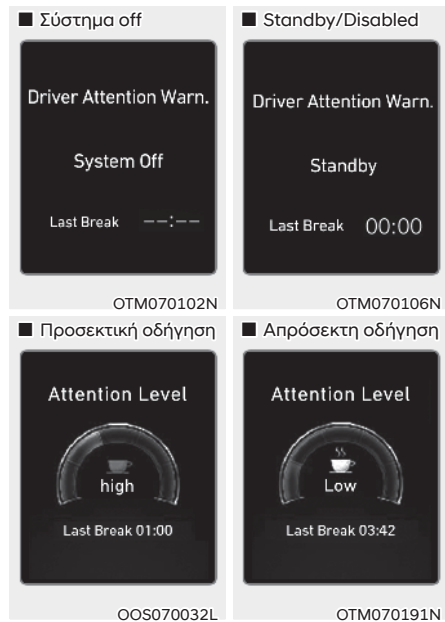 ■ Σύστημα off
Driver Attention Warn.
System Off
Last Break --:--
OTM070102N
■ Standby/Disabled
Driver Attention Warn.
Standby
Last Break 00:00
OTM070106N
■ Προσεκτική οδήγηση
Attention Level
high
Last Break 01:00
OOS070032L
■ Απρόσεκτη οδήγηση
Attention Level
Low
Last Break 03:42
OTM070191N